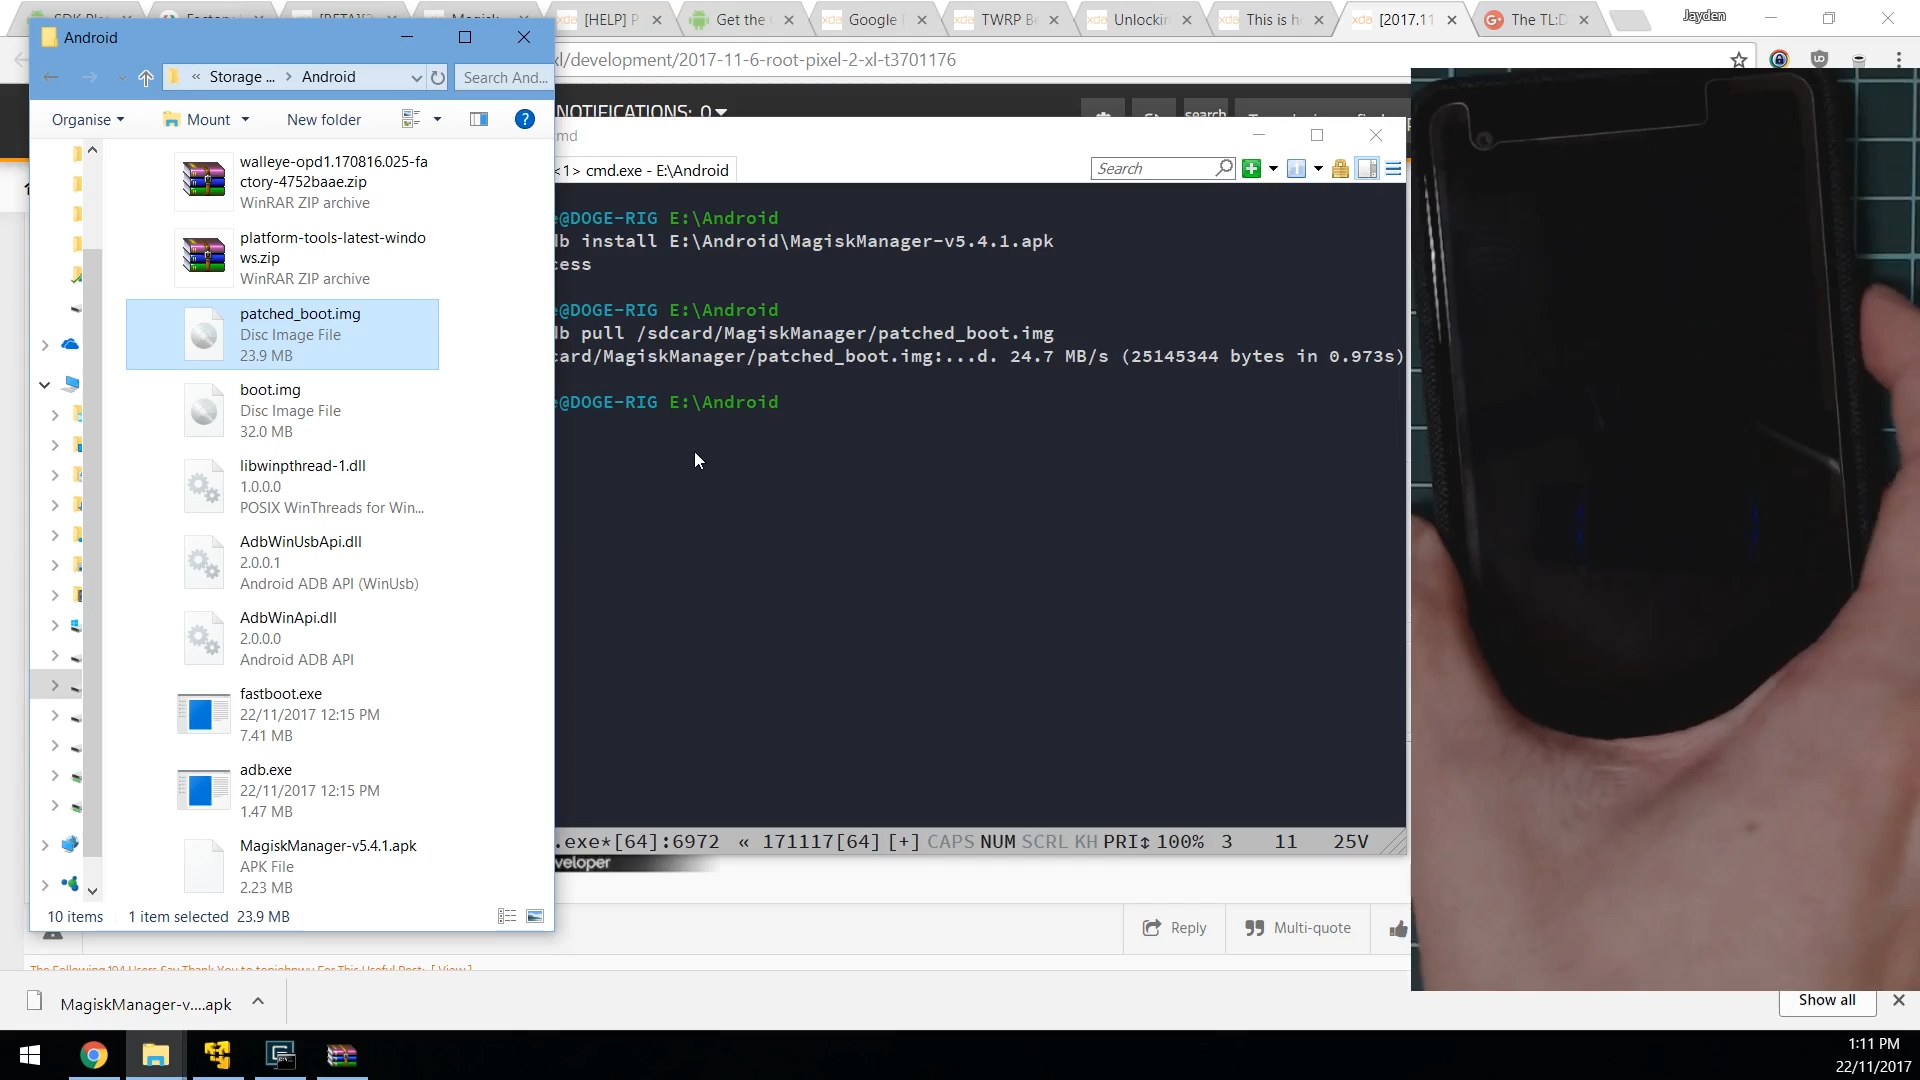 [HELP] P
Get the
Google
TWRP B
Unlockin
This is h
[2017.11
The TL:D
Jayden
Android
xl/development/2017-11-6-root-pixel-2-xl-t3701176
« Storage ... > Android
Search And...
NOTIFICATIONS: 0
search
Organise
Mount
New folder
cmd
<1> cmd.exe - E:\Android
Search
walleye-opd1.170816.025-fa
ctory-4752baae.zip
WinRAR ZIP archive
platform-tools-latest-windo
ws.zip
WinRAR ZIP archive
patched_boot.img
Disc Image File
23.9 MB
boot.img
Disc Image File
32.0 MB
libwinpthread-1.dll
1.0.0.0
POSIX WinThreads for Win...
AdbWinUsbApi.dll
2.0.0.1
Android ADB API (WinUsb)
AdbWinApi.dll
2.0.0.0
Android ADB API
fastboot.exe
22/11/2017 12:15 PM
7.41 MB
adb.exe
22/11/2017 12:15 PM
1.47 MB
MagiskManager-v5.4.1.apk
APK File
2.23 MB
10 items 1 item selected 23.9 MB
e@DOGE-RIG E:\Android
db install E:\Android\MagiskManager-v5.4.1.apk
cess
e@DOGE-RIG E:\Android
db pull /sdcard/MagiskManager/patched_boot.img
card/MagiskManager/patched_boot.img:...d. 24.7 MB/s (25145344 bytes in 0.973s)
e@DOGE-RIG E:\Android
.exe*[64]:6972 « 171117[64] [+] CAPS NUM SCRL KH PRI↕ 100% 3 11 25V
veloper
Reply
Multi-quote
MagiskManager-v....apk
Show all
1:11 PM
22/11/2017